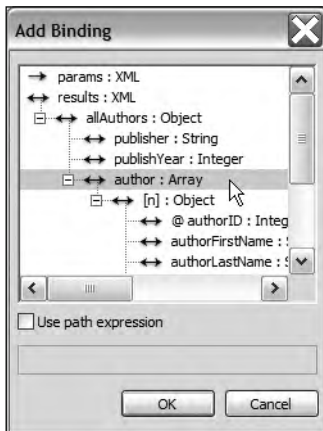 Add Binding
params : XML
results : XML
allAuthors : Object
publisher : String
publishYear : Integer
author : Array
[n] : Object
@ authorID : Integ
authorFirstName :
authorLastName :
Use path expression
OK
Cancel